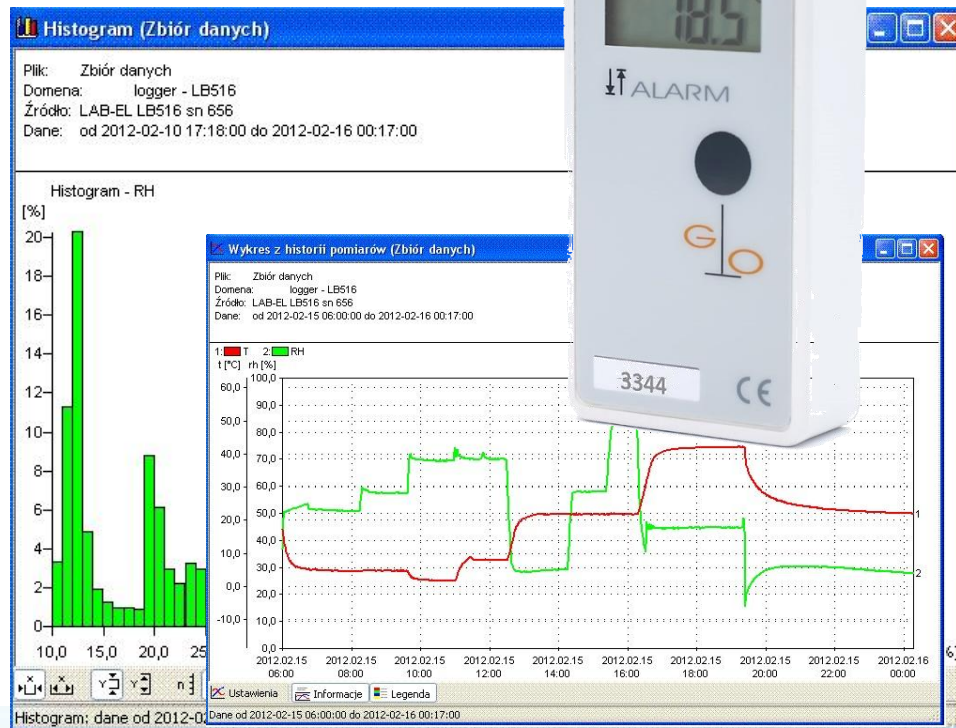 Histogram (Zbiór danych)
18.5
Plik: Zbiór danych
Domena: logger - LB516
Źródło: LAB-EL LB516 sn 656
Dane: od 2012-02-10 17:18:00 do 2012-02-16 00:17:00
ALARM
Histogram - RH
[%]
20
18
16
14
12
10
8
6
4
2
0
10,0 15,0 20,0 25
G O
3344
CE
Wykres z historii pomiarów (Zbiór danych)
Plik: Zbiór danych
Domena: logger - LB516
Źródło: LAB-EL LB516 sn 656
Dane: od 2012-02-15 06:00:00 do 2012-02-16 00:17:00
1: T 2: RH
t [°C] rh [%]
60,0 100,0
90,0
50,0 80,0
40,0 70,0
30,0 60,0
20,0 50,0
10,0 40,0
0,0 30,0
20,0
-10,0 10,0
0,0
1
2
2012.02.15 2012.02.15 2012.02.15 2012.02.15 2012.02.15 2012.02.15 2012.02.15 2012.02.15 2012.02.15 2012.02.16
06:00 08:00 10:00 12:00 14:00 16:00 18:00 20:00 22:00 00:00
Ustawienia Informacje Legenda
Dane od 2012-02-15 06:00:00 do 2012-02-16 00:17:00
x x Y Y n
%]
Histogram; dane od 2012-02